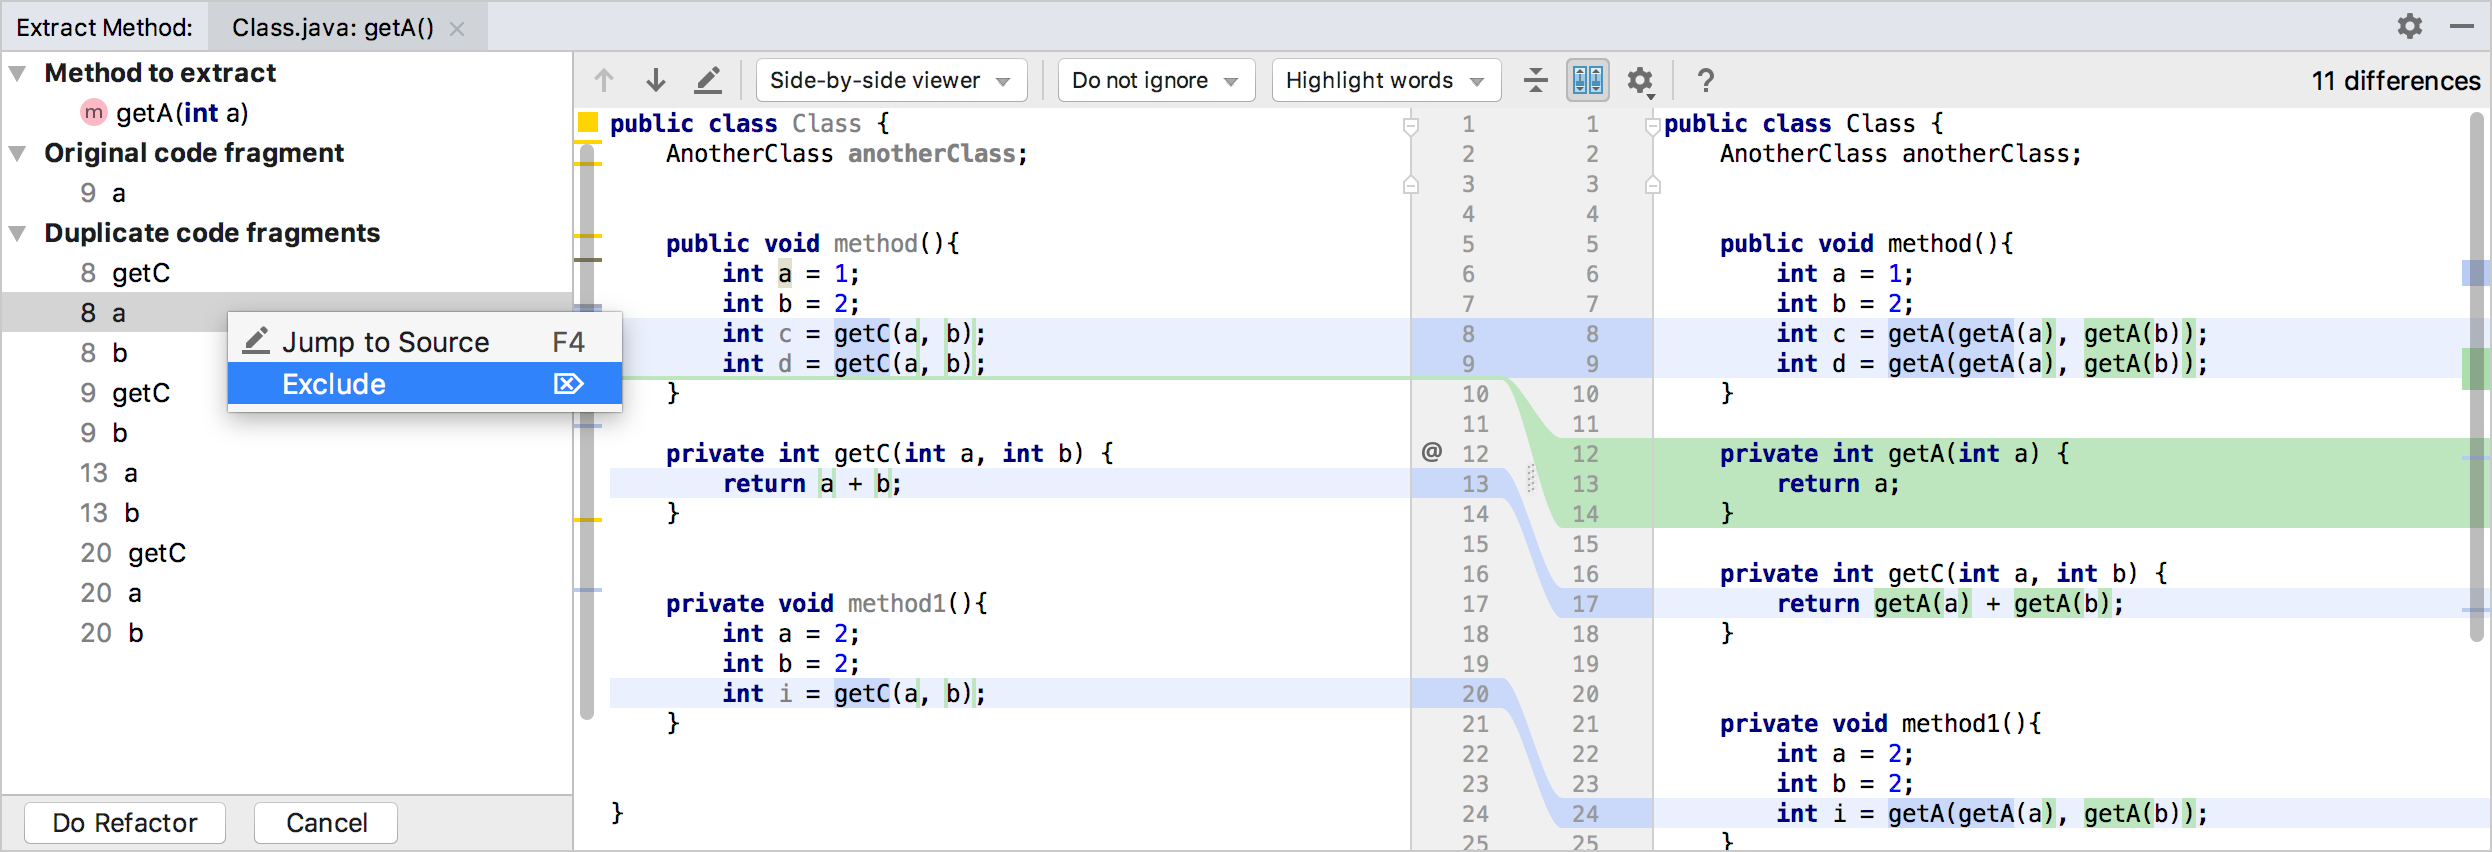 Extract Method: Class.java: getA() ×
Method to extract
m getA(int a)
Original code fragment
9 a
Duplicate code fragments
8 getC
8 a
8 b
9 getC
9 b
13 a
13 b
20 getC
20 a
20 b
Jump to Source F4
Exclude
Do Refactor Cancel
Side-by-side viewer Do not ignore Highlight words ? 11 differences
public class Class {
AnotherClass anotherClass;
public void method(){
int a = 1;
int b = 2;
int c = getC(a, b);
int d = getC(a, b);
}
private int getC(int a, int b) {
return a + b;
}
private void method1(){
int a = 2;
int b = 2;
int i = getC(a, b);
}
}
1 1
2 2
3 3
4 4
5 5
6 6
7 7
8 8
9 9
10 10
11 11
@ 12 12
13 13
14 14
15 15
16 16
17 17
18 18
19 19
20 20
21 21
22 22
23 23
24 24
25 25
public class Class {
AnotherClass anotherClass;
public void method(){
int a = 1;
int b = 2;
int c = getA(getA(a), getA(b));
int d = getA(getA(a), getA(b));
}
private int getA(int a) {
return a;
}
private int getC(int a, int b) {
return getA(a) + getA(b);
}
private void method1(){
int a = 2;
int b = 2;
int i = getA(getA(a), getA(b));
}